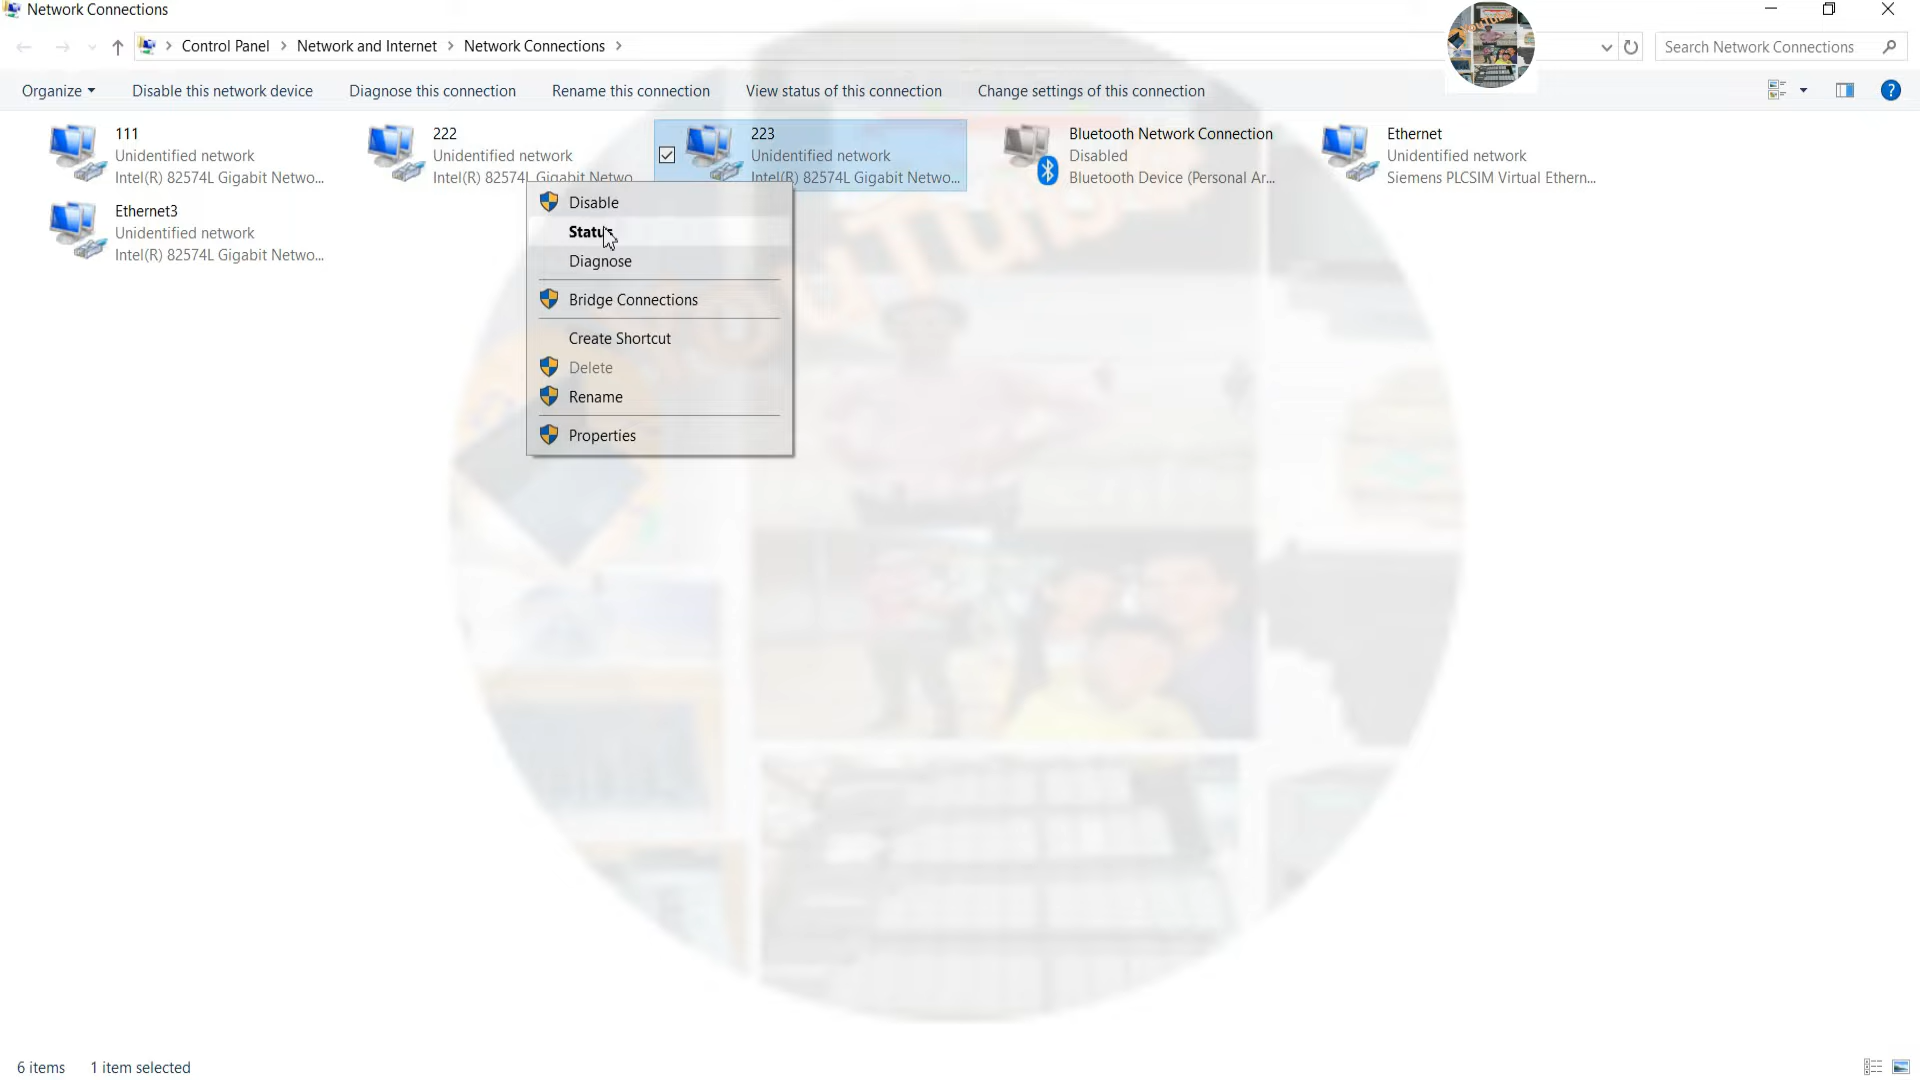 Network Connections
Control Panel > Network and Internet > Network Connections >
Search Network Connections
Organize
Disable this network device
Diagnose this connection
Rename this connection
View status of this connection
Change settings of this connection
111
Unidentified network
Intel(R) 82574L Gigabit Netwo...
222
Unidentified network
Intel(R) 82574L Gigabit Netwo...
223
Unidentified network
Intel(R) 82574L Gigabit Netwo...
Bluetooth Network Connection
Disabled
Bluetooth Device (Personal Ar...
Ethernet
Unidentified network
Siemens PLCSIM Virtual Ethern...
Ethernet3
Unidentified network
Intel(R) 82574L Gigabit Netwo...
Disable
Status
Diagnose
Bridge Connections
Create Shortcut
Delete
Rename
Properties
YouTube
6 items
1 item selected